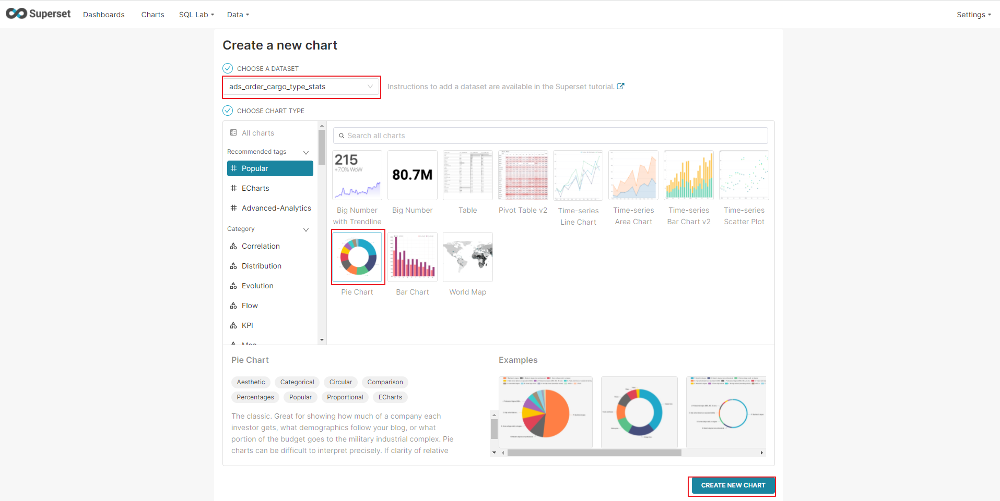 Superset Dashboards Charts SQL Lab Data Settings
Create a new chart
CHOOSE A DATASET
ads_order_cargo_type_stats Instructions to add a dataset are available in the Superset tutorial.
CHOOSE CHART TYPE
All charts
Recommended tags
Popular
ECharts
Advanced-Analytics
Category
Correlation
Distribution
Evolution
Flow
KPI
Map
Search all charts
215
+7.0% WoW
80.7M
Big Number
with Trendline
Big Number
Table
Pivot Table v2
Time-series
Line Chart
Time-series
Area Chart
Time-series
Bar Chart v2
Time-series
Scatter Plot
Pie Chart
Bar Chart
World Map
Pie Chart
Aesthetic Categorical Circular Comparison
Percentages Popular Proportional ECharts
The classic. Great for showing how much of a company each
investor gets, what demographics follow your blog, or what
portion of the budget goes to the military industrial complex. Pie
charts can be difficult to interpret precisely. If clarity of relative
Examples
CREATE NEW CHART